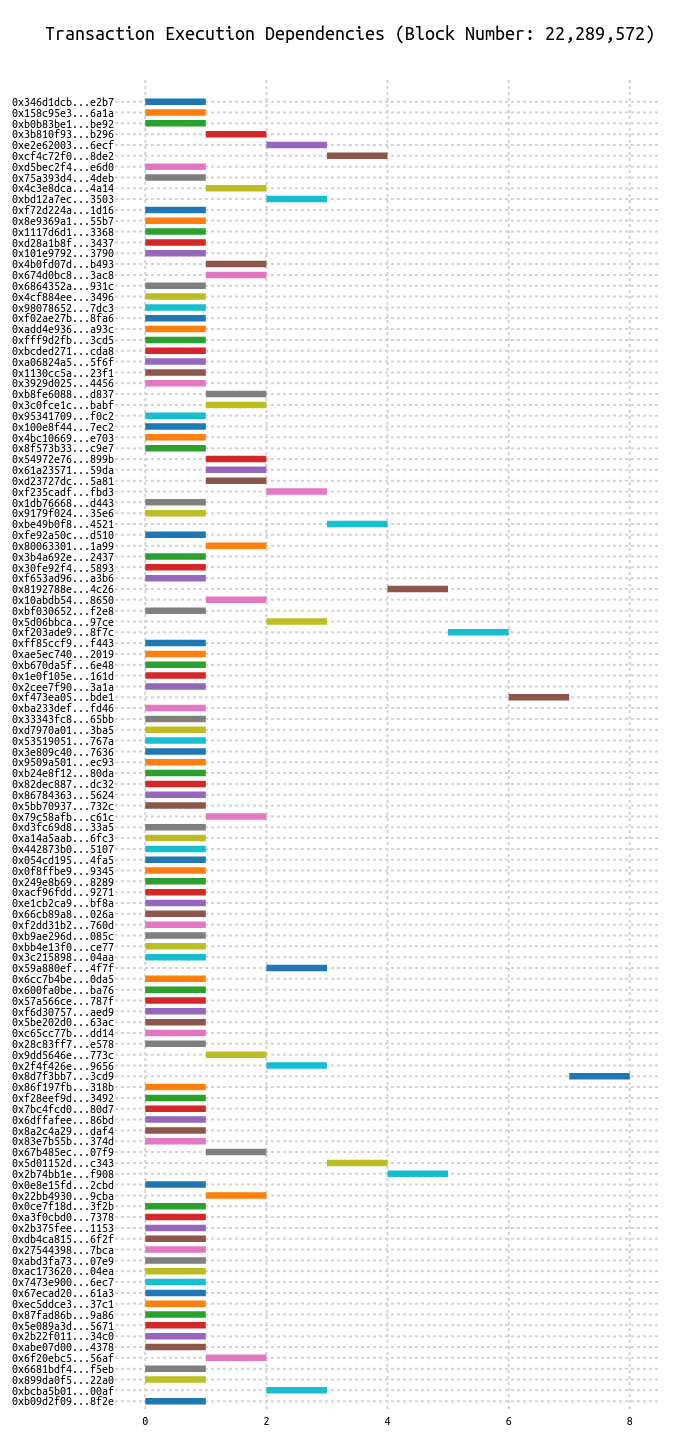 Transaction Execution Dependencies (Block Number: 22,289,572)
0x346d1dcb...e2b7
0x158c95e3...6a1a
0xb0b83be1...be92
0x3b810f93...b296
0xe2e62003...6ecf
0xcf4c72f0...8de2
0xd5bec2f4...e6d0
0x75a393d4...4deb
0x4c3e8dca...4a14
0xbd12a7ec...3503
0xf72d224a...1d16
0x8e9369a1...55b7
0x1117d6d1...3368
0xd28a1b8f...3437
0x101e9792...3790
0x4b0fd07d...b493
0x674d0bc8...3ac8
0x6864352a...931c
0x4cf884ee...3496
0x98078652...7dc3
0xf02ae27b...8fa6
0xadd4e936...a93c
0xfff9d2fb...3cd5
0xbcded271...cda8
0xa06824a5...5f6f
0x1130cc5a...23f1
0x3929d025...4456
0xb8fe6088...d837
0x3c0fce1c...babf
0x95341709...f0c2
0x100e8f44...7ec2
0x4bc10669...e703
0x8f573b33...c9e7
0x54972e76...899b
0x61a23571...59da
0xd23727dc...5a81
0xf235cadf...fbd3
0x1db76668...d443
0x9179f024...35e6
0xbe49b0f8...4521
0xfe92a50c...d510
0x80063301...1a99
0x3b4a692e...2437
0x30fe92f4...5893
0xf653ad96...a3b6
0x8192788e...4c26
0x10abdb54...8650
0xbf030652...f2e8
0x5d06bbca...97ce
0xf203ade9...8f7c
0xff85ccf9...f443
0xae5ec740...2019
0xb670da5f...6e48
0x1e0f105e...161d
0x2cee7f90...3a1a
0xf473ea05...bde1
0xba233def...fd46
0x33343fc8...65bb
0xd7970a01...3ba5
0x53519051...767a
0x3e809c40...7636
0x9509a501...ec93
0xb24e8f12...80da
0x82dec887...dc32
0x86784363...5624
0x5bb70937...732c
0x79c58afb...c61c
0xd3fc69d8...33a5
0xa14a5aab...6fc3
0x442873b0...5107
0x054cd195...4fa5
0x0f8ffbe9...9345
0x249e8b69...8289
0xacf96fdd...9271
0xe1cb2ca9...bf8a
0x66cb89a8...026a
0xf2dd31b2...760d
0xb9ae296d...085c
0xbb4e13f0...ce77
0x3c215898...04aa
0x59a880ef...4f7f
0x6cc7b4be...0da5
0x600fa0be...ba76
0x57a566ce...787f
0xf6d30757...aed9
0x5be202d0...63ac
0xc65cc77b...dd14
0x28c83ff7...e578
0x9dd5646e...773c
0x2f4f426e...9656
0x8d7f3bb7...3cd9
0x86f197fb...318b
0xf28eef9d...3492
0x7bc4fcd0...80d7
0x6dffafee...86bd
0x8a2c4a29...daf4
0x83e7b55b...374d
0x67b485ec...07f9
0x5d01152d...c343
0x2b74bb1e...f908
0x0e8e15fd...2cbd
0x22bb4930...9cba
0x0ce7f18d...3f2b
0xa3f0cbd0...7378
0x2b375fee...1153
0xdb4ca815...6f2f
0x27544398...7bca
0xabd3fa73...07e9
0xac173620...04ea
0x7473e900...6ec7
0x67ecad20...61a3
0xec5ddce3...37c1
0x87fad86b...9a86
0x5e089a3d...5671
0x2b22f011...34c0
0xabe07d00...4378
0x6f20ebc5...56af
0x6681bdf4...f5eb
0x899da0f5...22a0
0xbcba5b01...00af
0xb09d2f09...8f2e
0 2 4 6 8